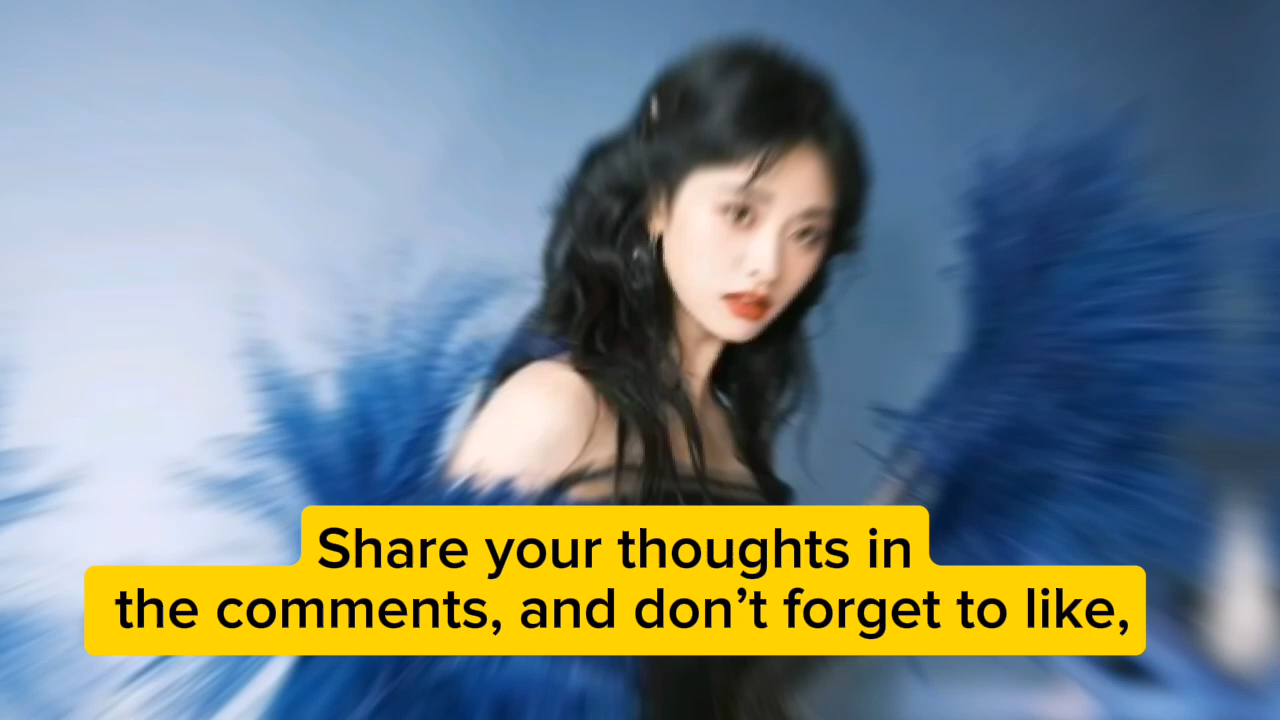 Share your thoughts in
the comments, and don’t forget to like,